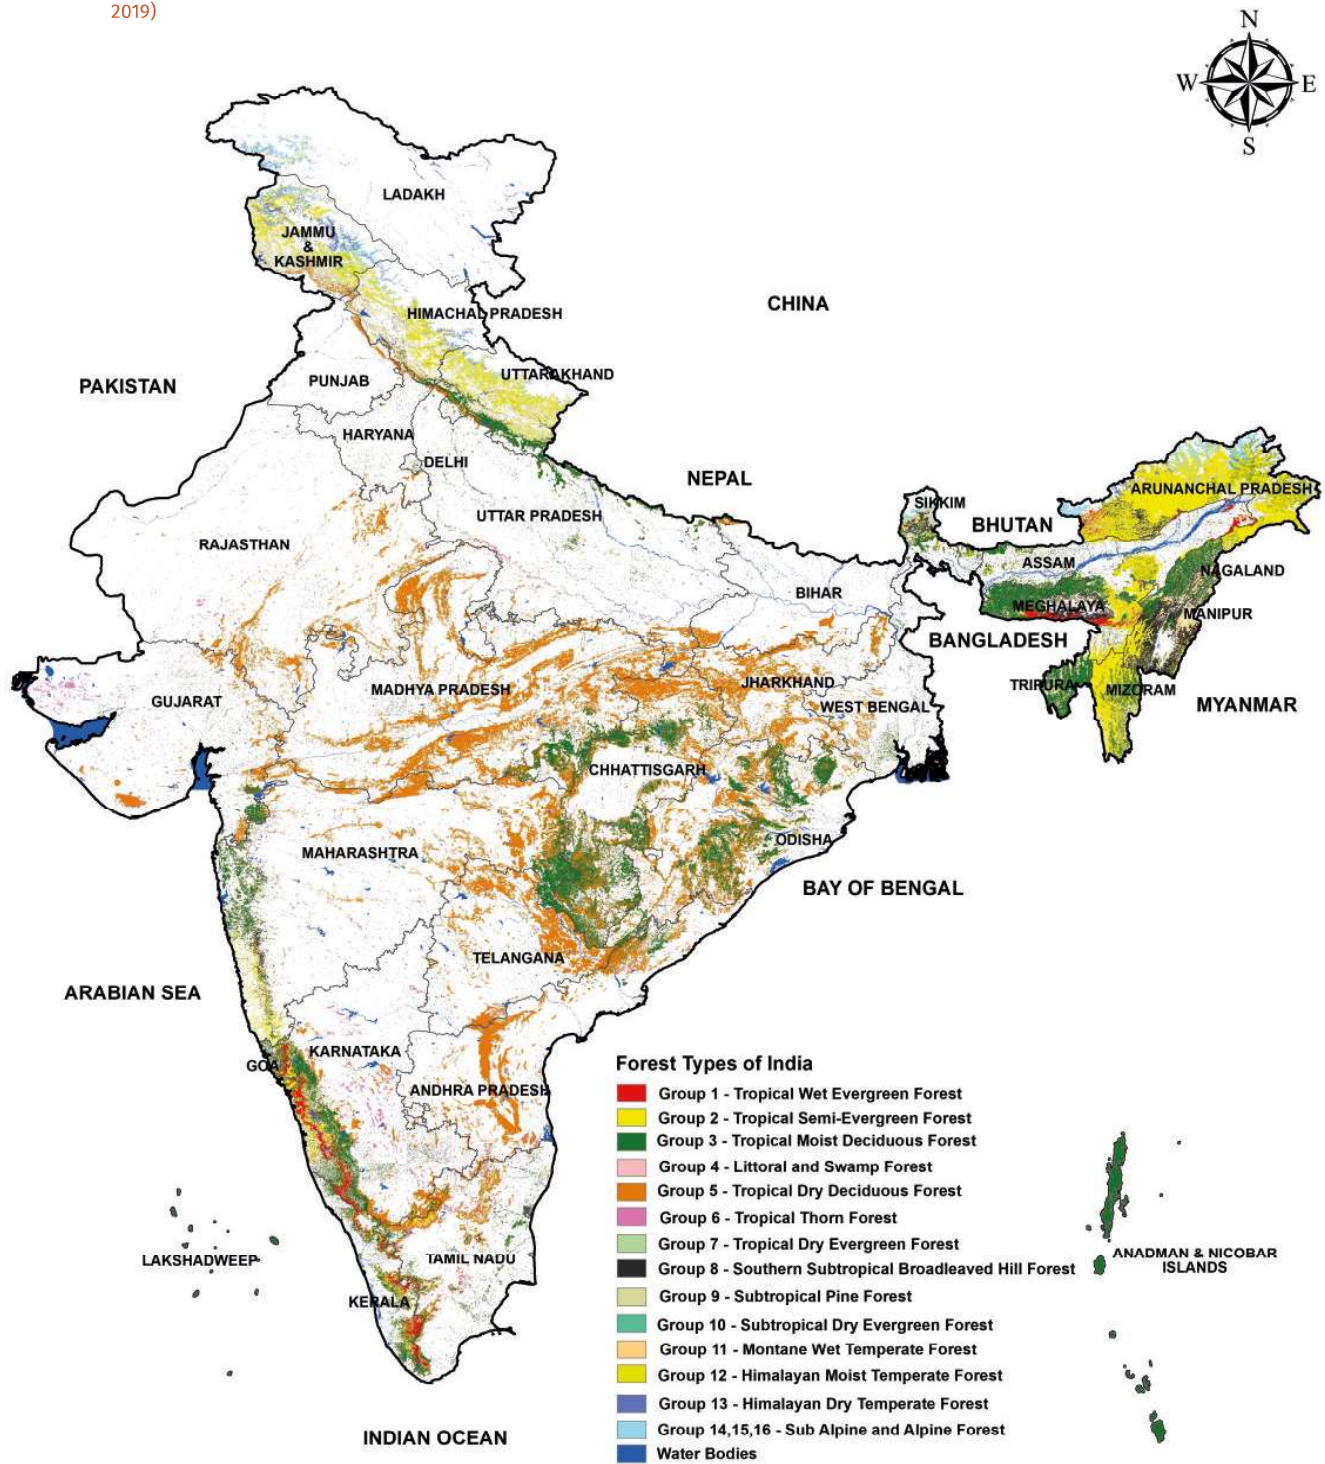 2019)
N
W
E
S
LADAKH
JAMMU
&
KASHMIR
CHINA
HIMACHAL PRADESH
UTTARAKHAND
PUNJAB
PAKISTAN
HARYANA
DELHI
NEPAL
ARUNANCHAL PRADESH
SIKKIM
UTTAR PRADESH
BHUTAN
RAJASTHAN
ASSAM
NAGALAND
BIHAR
MEGHALAYA
MANIPUR
BANGLADESH
JHARKHAND
TRIPURA
MIZORAM
MADHYA PRADESH
GUJARAT
WEST BENGAL
MYANMAR
CHHATTISGARH
ODISHA
MAHARASHTRA
BAY OF BENGAL
TELANGANA
ARABIAN SEA
KARNATAKA
GOA
ANDHRA PRADESH
LAKSHADWEEP
TAMIL NADU
KERALA
ANADMAN & NICOBAR
ISLANDS
INDIAN OCEAN
Forest Types of India
Group 1 - Tropical Wet Evergreen Forest
Group 2 - Tropical Semi-Evergreen Forest
Group 3 - Tropical Moist Deciduous Forest
Group 4 - Littoral and Swamp Forest
Group 5 - Tropical Dry Deciduous Forest
Group 6 - Tropical Thorn Forest
Group 7 - Tropical Dry Evergreen Forest
Group 8 - Southern Subtropical Broadleaved Hill Forest
Group 9 - Subtropical Pine Forest
Group 10 - Subtropical Dry Evergreen Forest
Group 11 - Montane Wet Temperate Forest
Group 12 - Himalayan Moist Temperate Forest
Group 13 - Himalayan Dry Temperate Forest
Group 14,15,16 - Sub Alpine and Alpine Forest
Water Bodies